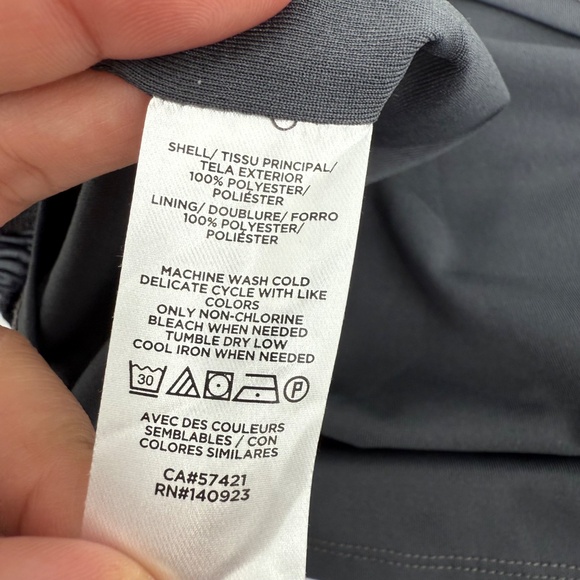 SHELL/ TISSU PRINCIPAL/
TELA EXTERIOR
100% POLYESTER/
POLIÉSTER
LINING/ DOUBLURE/ FORRO
100% POLYESTER/
POLIÉSTER
MACHINE WASH COLD
DELICATE CYCLE WITH LIKE
COLORS
ONLY NON-CHLORINE
BLEACH WHEN NEEDED
TUMBLE DRY LOW
COOL IRON WHEN NEEDED
30 P
AVEC DES COULEURS
SEMBLABLES / CON
COLORES SIMILARES
CA#57421
RN#140923